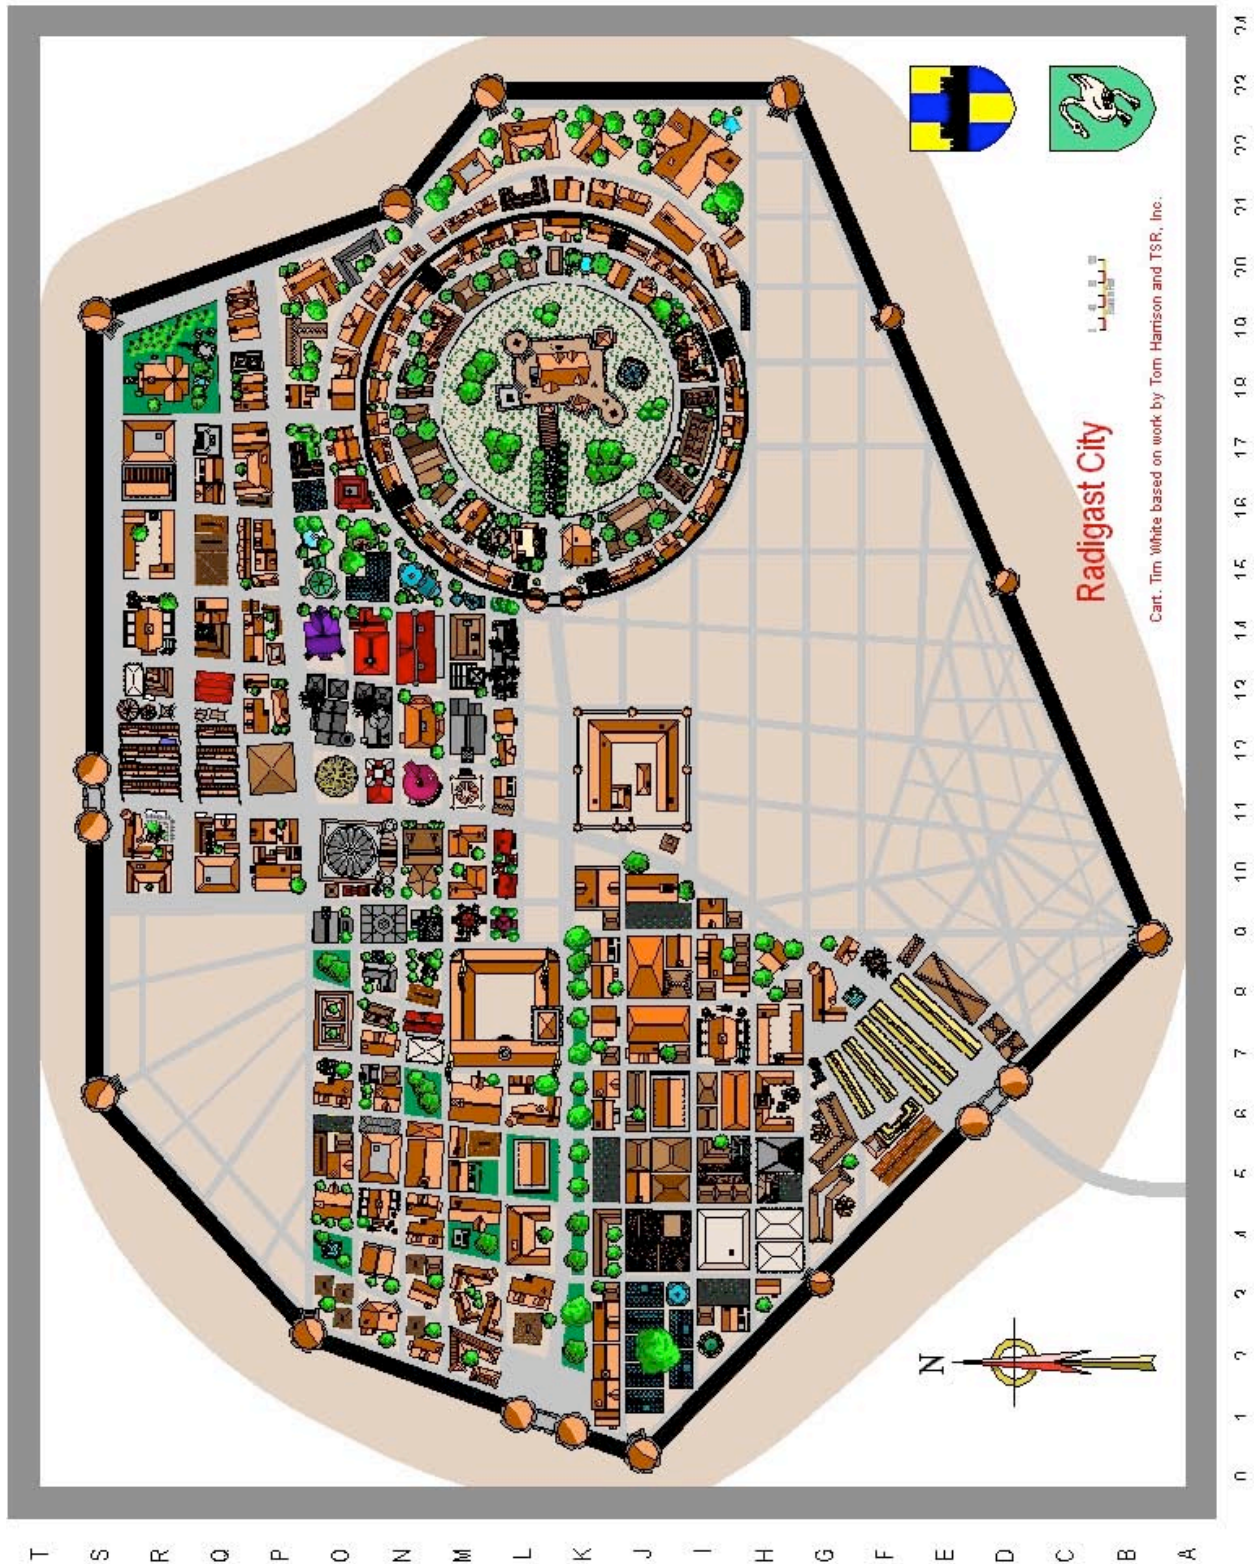 Radigast City
Cart. Tim White based on work by Tom Harrison and TSR, Inc.
N
T
S
R
Q
P
O
N
M
L
K
J
I
H
G
F
E
D
C
B
A
0 1 2 3 4 5 6 7 8 9 10 11 12 13 14 15 16 17 18 19 20 21 22 23 24